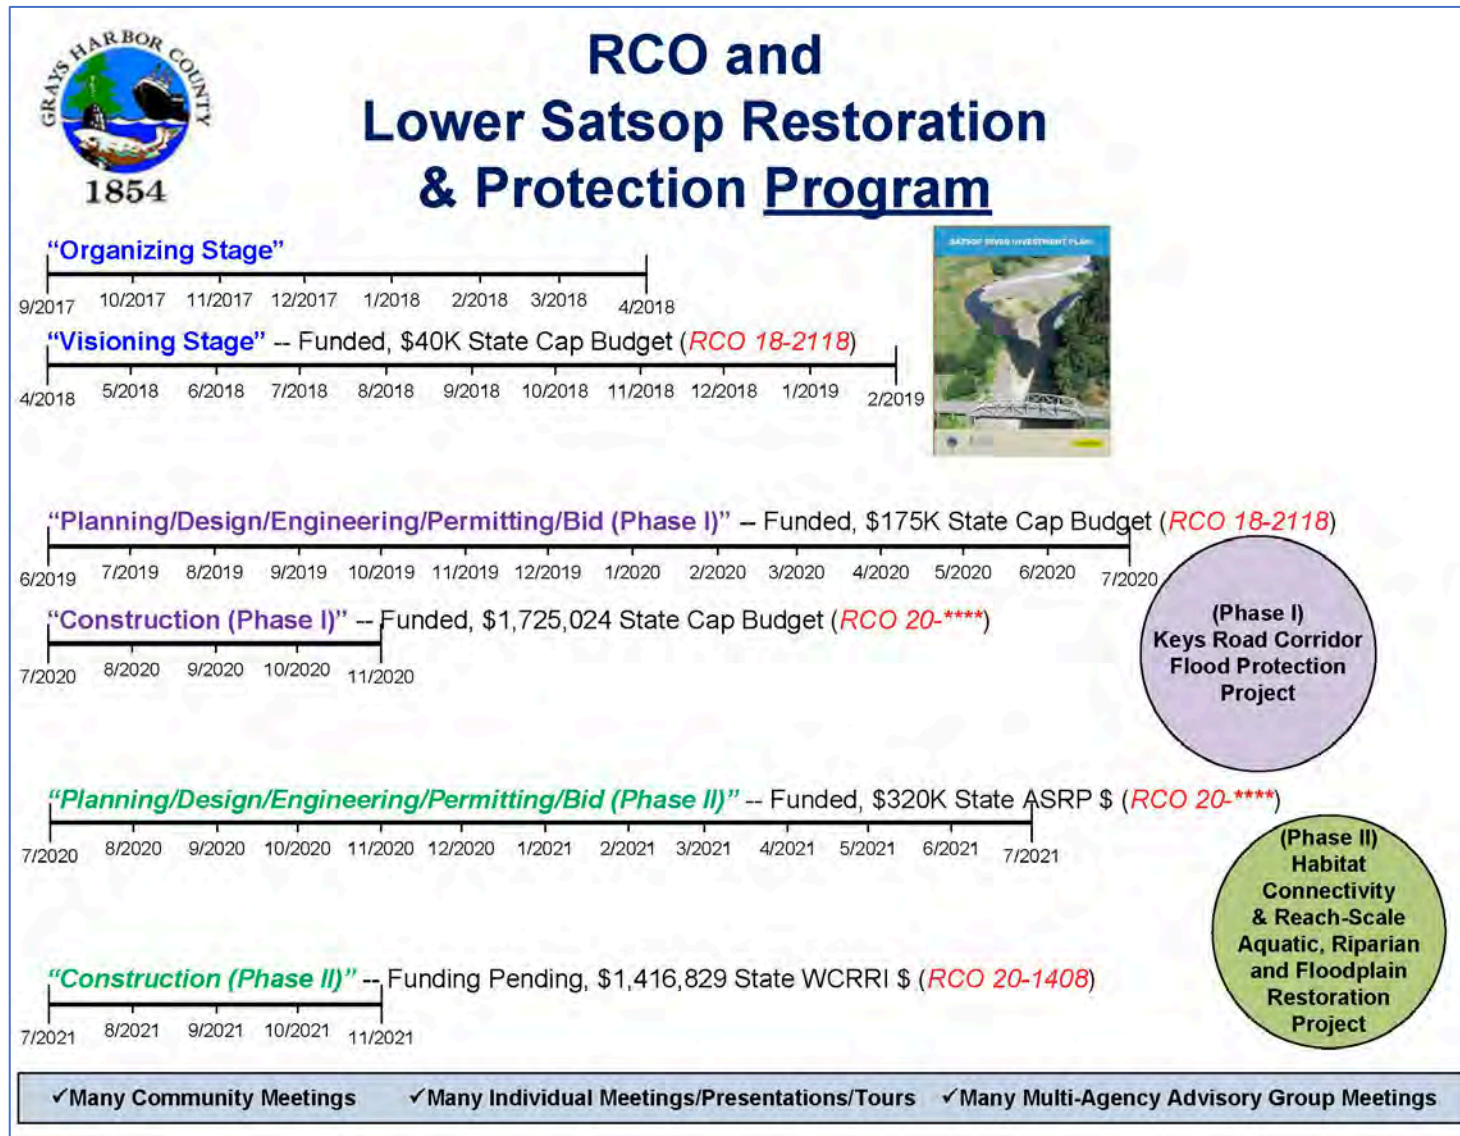 GRAYS HARBOR COUNTY
1854
RCO and
Lower Satsop Restoration
& Protection Program
“Organizing Stage”
9/2017 10/2017 11/2017 12/2017 1/2018 2/2018 3/2018 4/2018
“Visioning Stage” -- Funded, $40K State Cap Budget (RCO 18-2118)
4/2018 5/2018 6/2018 7/2018 8/2018 9/2018 10/2018 11/2018 12/2018 1/2019 2/2019
SATSOP RIVER INVESTMENT PLAN
“Planning/Design/Engineering/Permitting/Bid (Phase I)” -- Funded, $175K State Cap Budget (RCO 18-2118)
6/2019 7/2019 8/2019 9/2019 10/2019 11/2019 12/2019 1/2020 2/2020 3/2020 4/2020 5/2020 6/2020 7/2020
“Construction (Phase I)” -- Funded, $1,725,024 State Cap Budget (RCO 20-****)
7/2020 8/2020 9/2020 10/2020 11/2020
(Phase I)
Keys Road Corridor
Flood Protection
Project
“Planning/Design/Engineering/Permitting/Bid (Phase II)” -- Funded, $320K State ASRP $ (RCO 20-****)
7/2020 8/2020 9/2020 10/2020 11/2020 12/2020 1/2021 2/2021 3/2021 4/2021 5/2021 6/2021 7/2021
(Phase II)
Habitat
Connectivity
& Reach-Scale
Aquatic, Riparian
and Floodplain
Restoration
Project
“Construction (Phase II)” -- Funding Pending, $1,416,829 State WCRRI $ (RCO 20-1408)
7/2021 8/2021 9/2021 10/2021 11/2021
✓Many Community Meetings ✓Many Individual Meetings/Presentations/Tours ✓Many Multi-Agency Advisory Group Meetings